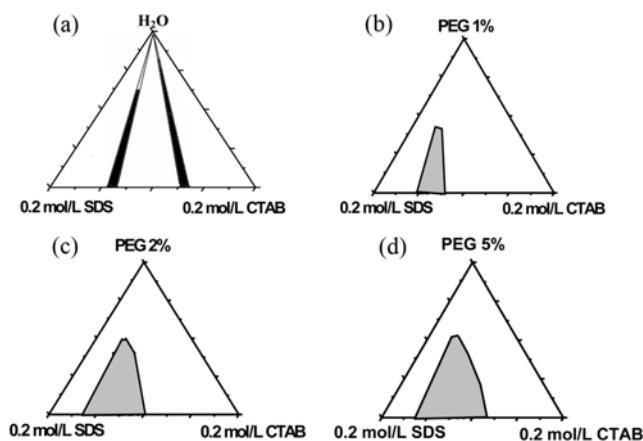 (a)
H₂O
0.2 mol/L SDS
0.2 mol/L CTAB
(b)
PEG 1%
0.2 mol/L SDS
0.2 mol/L CTAB
(c)
PEG 2%
0.2 mol/L SDS
0.2 mol/L CTAB
(d)
PEG 5%
0.2 mol/L SDS
0.2 mol/L CTAB